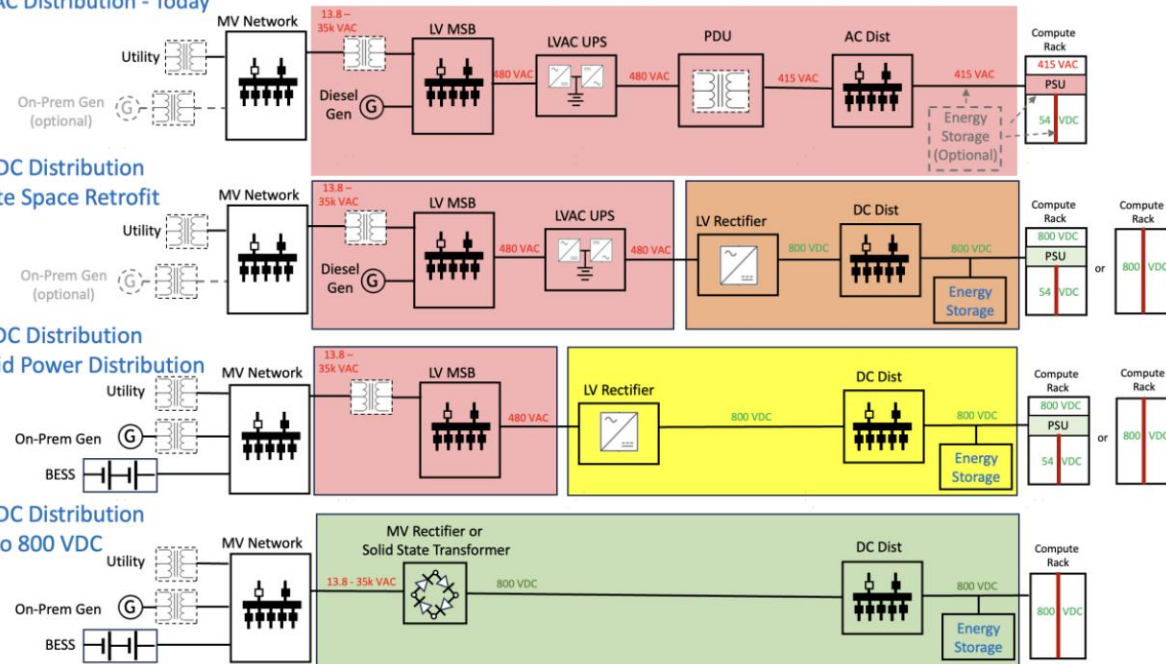 AC Distribution - Today
MV Network
13.8 –
35k VAC
LV MSB
LVAC UPS
PDU
AC Dist
Compute
Rack
Utility
480 VAC
480 VAC
415 VAC
415 VAC
415 VAC
PSU
54 VDC
On-Prem Gen
(optional)
G
Diesel
Gen
G
Energy
Storage
(Optional)
DC Distribution
te Space Retrofit
MV Network
13.8 –
35k VAC
LV MSB
LVAC UPS
LV Rectifier
DC Dist
Compute
Rack
Compute
Rack
Utility
480 VAC
480 VAC
800 VDC
800 VDC
800 VDC
PSU
54 VDC
or
800 VDC
On-Prem Gen
(optional)
G
Diesel
Gen
G
Energy
Storage
DC Distribution
id Power Distribution
MV Network
13.8 –
35k VAC
LV MSB
LV Rectifier
DC Dist
Compute
Rack
Compute
Rack
Utility
480 VAC
800 VDC
800 VDC
800 VDC
PSU
54 VDC
or
800 VDC
On-Prem Gen
G
BESS
Energy
Storage
DC Distribution
o 800 VDC
MV Network
MV Rectifier or
Solid State Transformer
DC Dist
Compute
Rack
Utility
13.8 - 35k VAC
800 VDC
800 VDC
800 VDC
On-Prem Gen
G
BESS
Energy
Storage